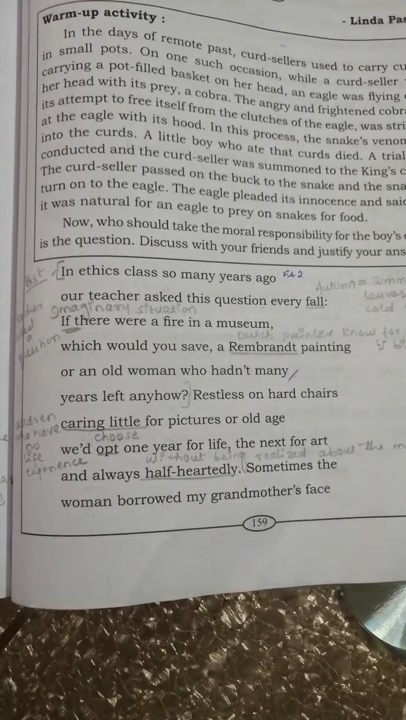 Warm-up activity : - Linda Pas
In the days of remote past, curd-sellers used to carry cu
in small pots. On one such occasion, while a curd-seller
carrying a pot-filled basket on her head, an eagle was flying
her head with its prey, a cobra. The angry and frightened cobr
its attempt to free itself from the clutches of the eagle, was stri
at the eagle with its hood. In this process, the snake's venom
into the curds. A little boy who ate that curds died. A trial
conducted and the curd-seller was summoned to the King's c
The curd-seller passed on the buck to the snake and the sna
turn on to the eagle. The eagle pleaded its innocence and said
it was natural for an eagle to prey on snakes for food.
Now, who should take the moral responsibility for the boy's
is the question. Discuss with your friends and justify your ans
In ethics class so many years ago
Autumn =
our teacher asked this question every fall:
leaves
imaginary situation
cold
If there were a fire in a museum,
question
Dutch painter know for
which would you save, a Rembrandt painting
or an old woman who hadn't many
years left anyhow? Restless on hard chairs
children
caring little for pictures or old age
have choose
no
we'd opt one year for life, the next for art
life
experience without being realized about the m
and always half-heartedly. Sometimes the
woman borrowed my grandmother's face
159